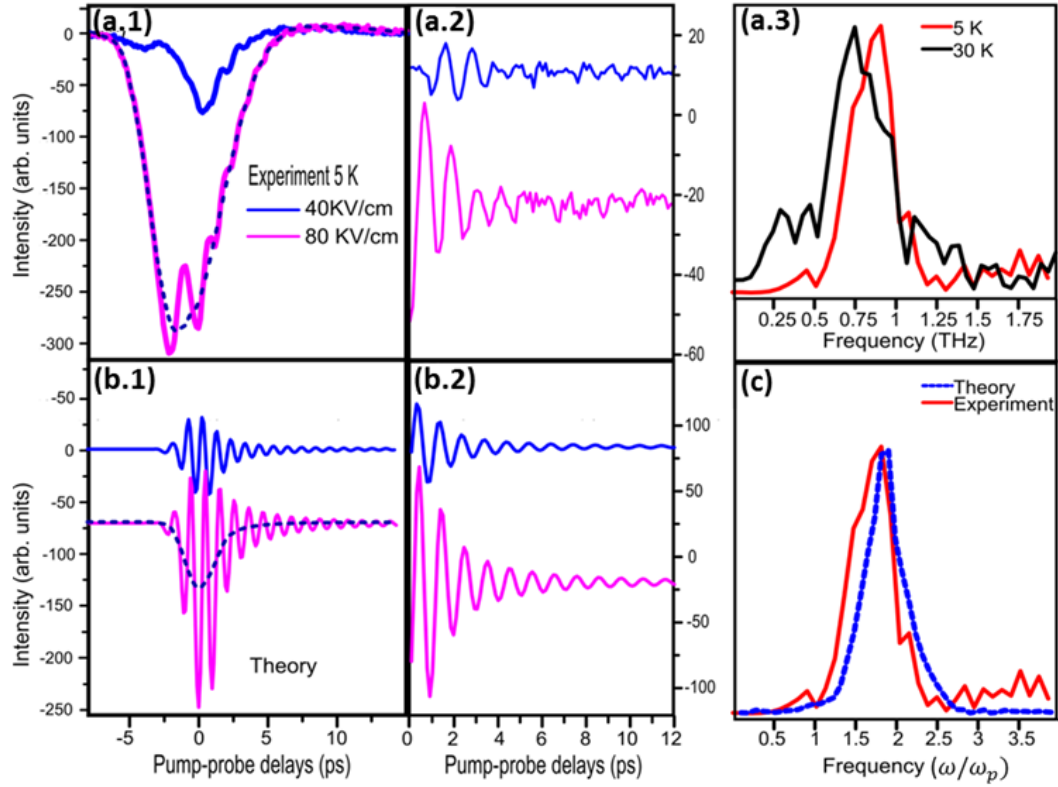 (a.1)
0
-50
-100
-150
-200
-250
-300
Intensity (arb. units)
Experiment 5 K
40KV/cm
80 KV/cm
(a.2)
20
0
-20
-40
-60
(a.3)
5 K
30 K
0.25 0.5 0.75 1 1.25 1.5 1.75
Frequency (THz)
(b.1)
-50
0
-50
-100
-150
-200
-250
Intensity (arb. units)
Theory
-5 0 5 10
Pump-probe delays (ps)
(b.2)
100
50
0
-50
-100
0 2 4 6 8 10 12
Pump-probe delays (ps)
(c)
Theory
Experiment
0.5 1 1.5 2 2.5 3 3.5
Frequency (ω/ωₚ)